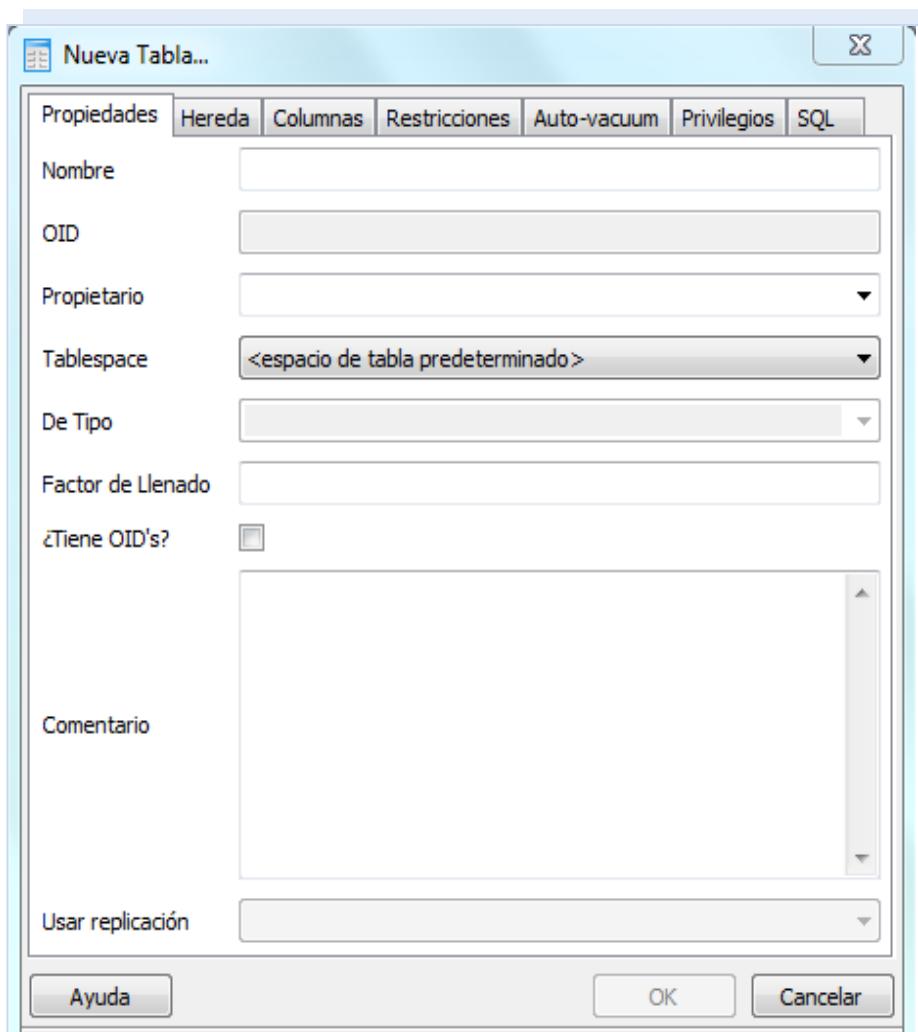 Nueva Tabla...
Propiedades Hereda Columnas Restricciones Auto-vacuum Privilegios SQL
Nombre
OID
Propietario
Tablespace <espacio de tabla predeterminado>
De Tipo
Factor de Llenado
¿Tiene OID's?
Comentario
Usar replicación
Ayuda OK Cancelar